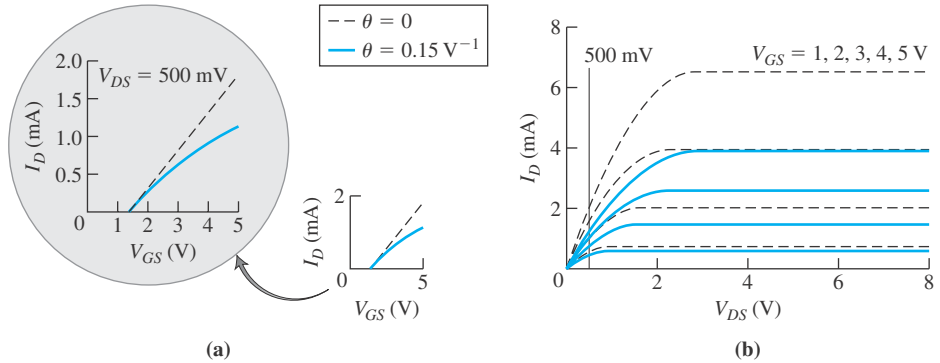 θ = 0
θ = 0.15 V⁻¹
V_DS = 500 mV
I_D (mA)
2.0
1.5
1.0
0.5
0
1 2 3 4 5
V_GS (V)
I_D (mA)
2
0
5
V_GS (V)
(a)
500 mV
V_GS = 1, 2, 3, 4, 5 V
I_D (mA)
6
4
2
0 2 4 6 8
V_DS (V)
(b)